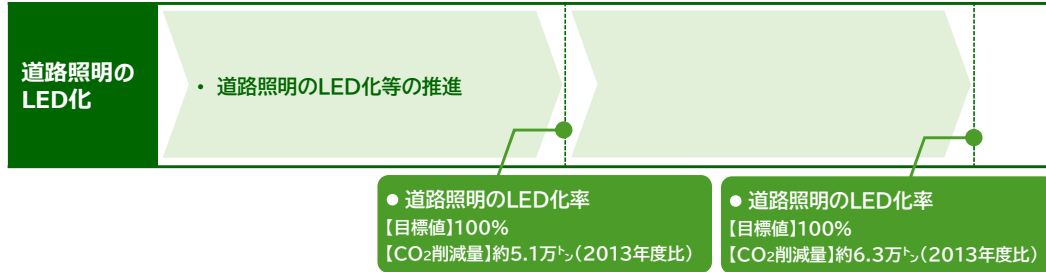 道路照明の
LED化
• 道路照明のLED化等の推進
● 道路照明のLED化率
【目標値】100%
【CO₂削減量】約5.1万㌧(2013年度比)
● 道路照明のLED化率
【目標値】100%
【CO₂削減量】約6.3万㌧(2013年度比)